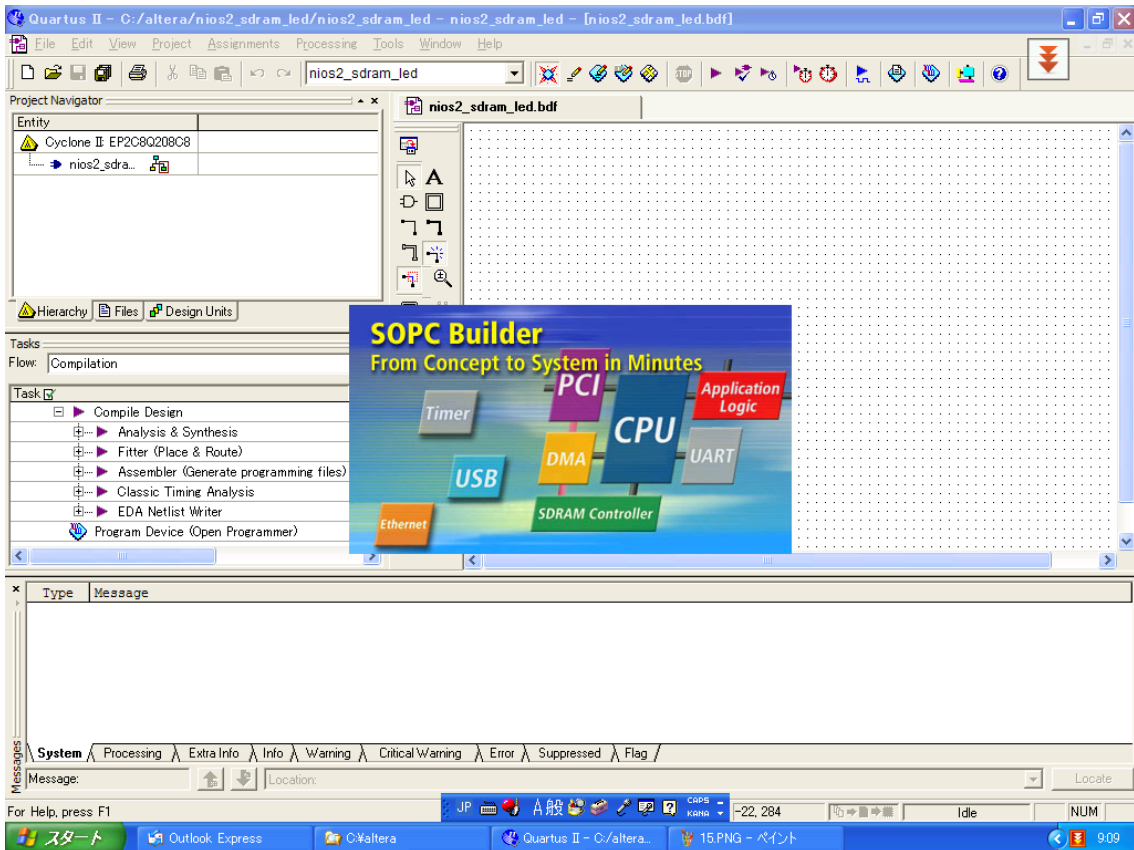 Quartus II - C:/altera/nios2_sdram_led/nios2_sdram_led - nios2_sdram_led - [nios2_sdram_led.bdf]
File Edit View Project Assignments Processing Tools Window Help
nios2_sdram_led
STOP
Project Navigator
nios2_sdram_led.bdf
Entity
Cyclone II: EP2C8Q208C8
nios2_sdra...
A
Hierarchy Files Design Units
Tasks
Flow: Compilation
Task
Compile Design
Analysis & Synthesis
Fitter (Place & Route)
Assembler (Generate programming files)
Classic Timing Analysis
EDA Netlist Writer
Program Device (Open Programmer)
SOPC Builder
From Concept to System in Minutes
PCI
Application Logic
Timer
CPU
DMA
UART
USB
SDRAM Controller
Ethernet
Type Message
System Processing Extra Info Info Warning Critical Warning Error Suppressed Flag
Messages
Message: Location: Locate
For Help, press F1
JP A般 CAPS KANA
-22, 284 Idle NUM
スタート Outlook Express C:¥altera Quartus II - C:/altera... 15.PNG - ペイント 9:09